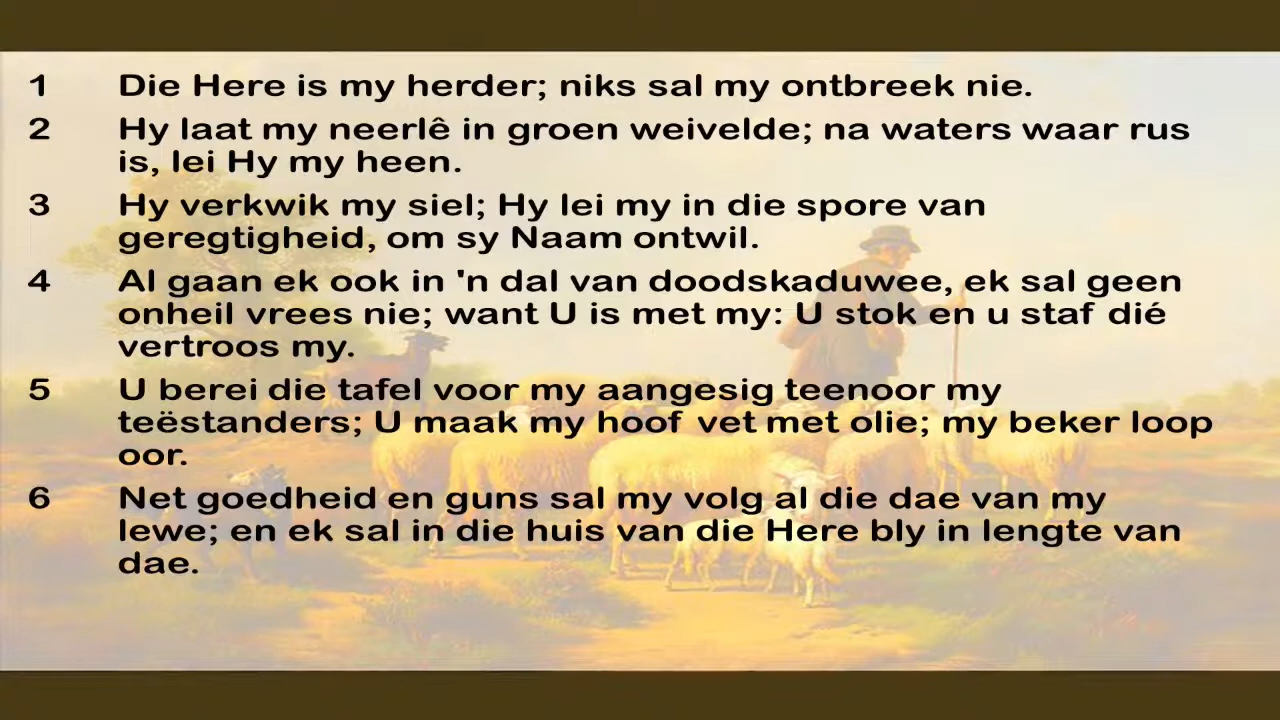 1 Die Here is my herder; niks sal my ontbreek nie.
2 Hy laat my neerlê in groen weivelde; na waters waar rus
is, lei Hy my heen.
3 Hy verkwik my siel; Hy lei my in die spore van
geregtigheid, om sy Naam ontwil.
4 Al gaan ek ook in 'n dal van doodskaduwee, ek sal geen
onheil vrees nie; want U is met my: U stok en u staf dié
vertroos my.
5 U berei die tafel voor my aangesig teenoor my
teëstanders; U maak my hoof vet met olie; my beker loop
oor.
6 Net goedheid en guns sal my volg al die dae van my
lewe; en ek sal in die huis van die Here bly in lengte van
dae.